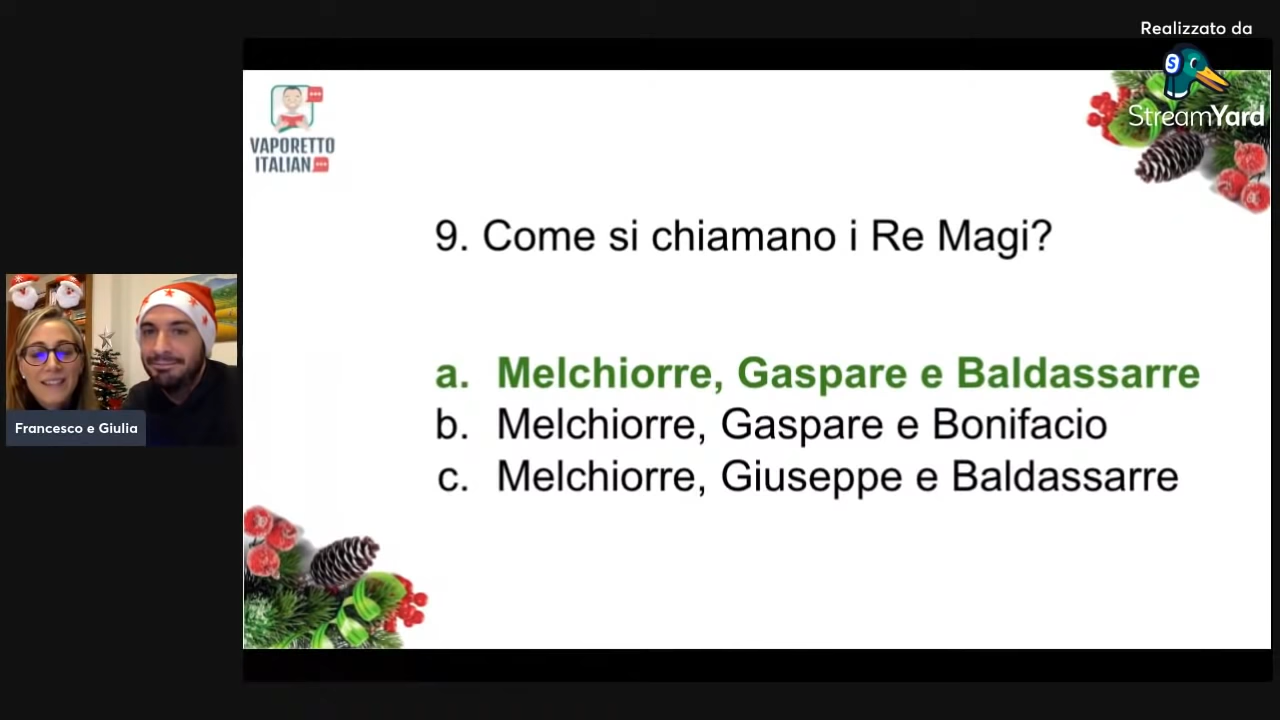 Realizzato da
StreamYard
VAPORETTO
ITALIAN
9. Come si chiamano i Re Magi?
a. Melchiorre, Gaspare e Baldassarre
b. Melchiorre, Gaspare e Bonifacio
c. Melchiorre, Giuseppe e Baldassarre
Francesco e Giulia